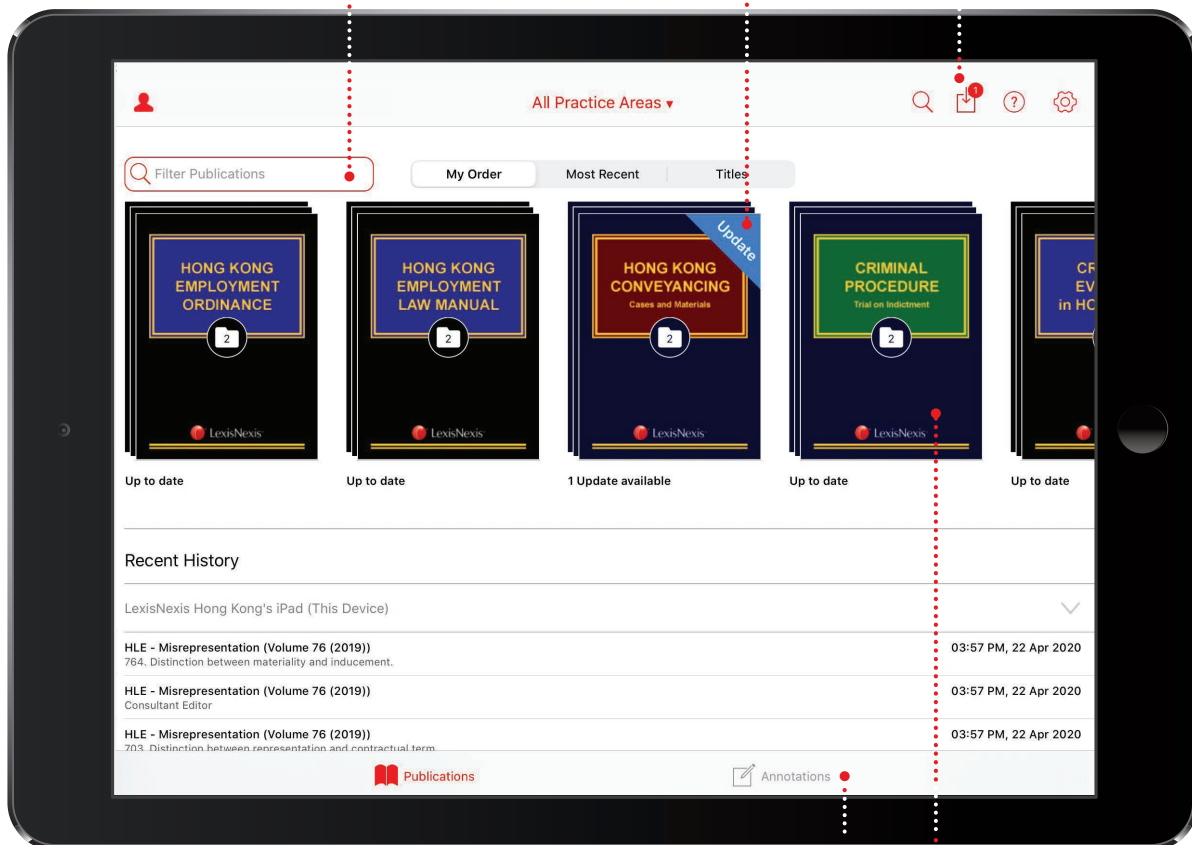 All Practice Areas ▾
1
?
Filter Publications
My Order
Most Recent
Titles
HONG KONG
EMPLOYMENT
ORDINANCE
2
LexisNexis
HONG KONG
EMPLOYMENT
LAW MANUAL
2
LexisNexis
Update
HONG KONG
CONVEYANCING
Cases and Materials
2
LexisNexis
CRIMINAL
PROCEDURE
Trial on Indictment
2
LexisNexis
CR
EV
in HO
Up to date
Up to date
1 Update available
Up to date
Up to date
Recent History
LexisNexis Hong Kong's iPad (This Device)
HLE - Misrepresentation (Volume 76 (2019))
03:57 PM, 22 Apr 2020
764. Distinction between materiality and inducement.
HLE - Misrepresentation (Volume 76 (2019))
03:57 PM, 22 Apr 2020
Consultant Editor
HLE - Misrepresentation (Volume 76 (2019))
03:57 PM, 22 Apr 2020
703. Distinction between representation and contractual term.
Publications
Annotations